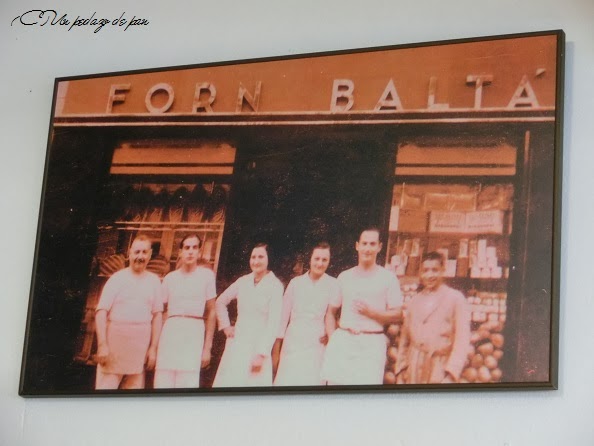 Un pedazo de pan
FORN BALTÁ